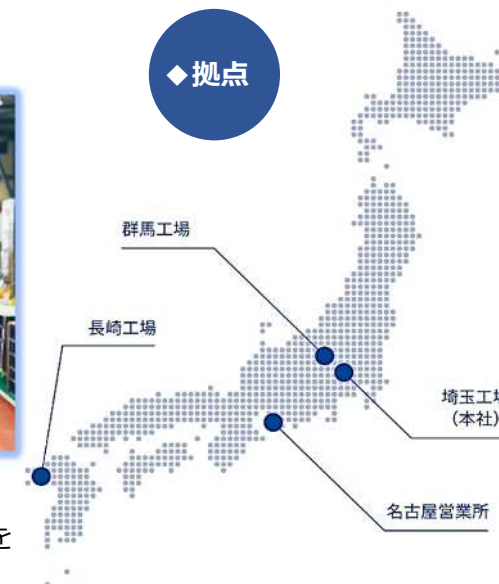 ◆拠点
群馬工場
長崎工場
埼玉工場
(本社)
名古屋営業所
を